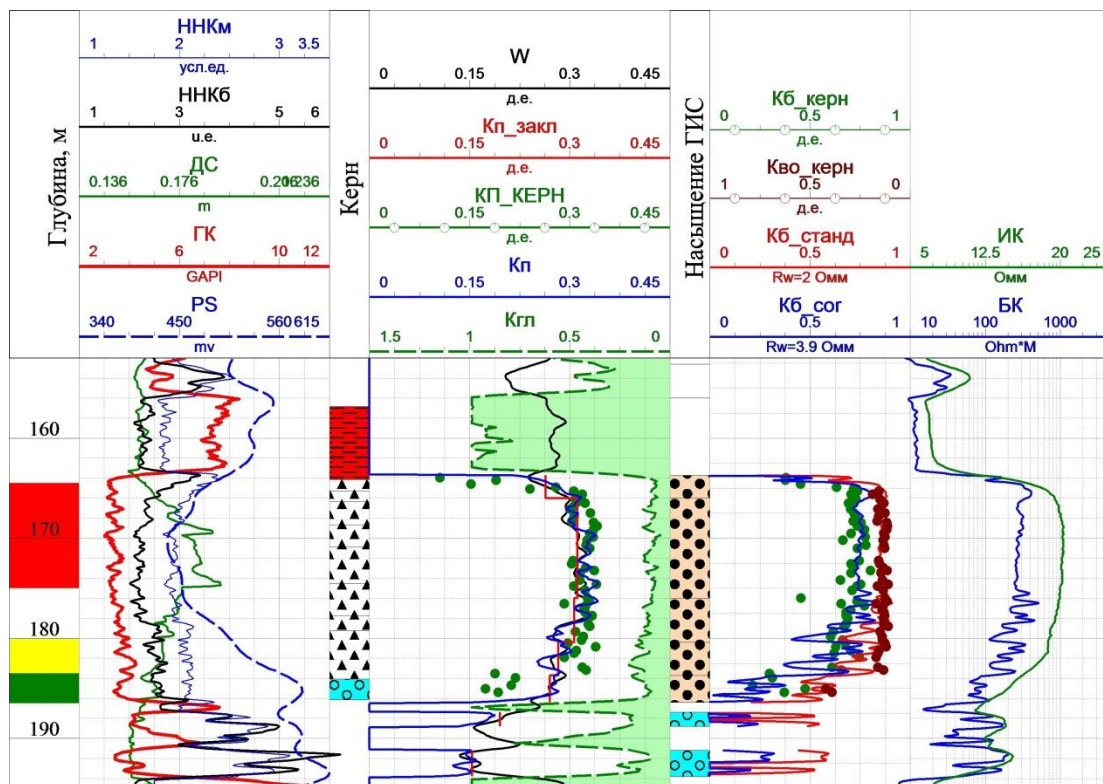 Глубина, м
ННКм
1 2 3 3.5
усл.ед.
ННКб
1 3 5 6
u.e.
ДС
0.136 0.176
m
ГК
2 6 10 12
GAPI
PS
340 450 560 615
mv
Керн
W
0 0.15 0.3 0.45
д.е.
Кп_закл
0 0.15 0.3 0.45
д.е.
КП_КЕРН
0 0.15 0.3 0.45
д.е.
Кп
0 0.15 0.3 0.45
Кгл
1.5 1 0.5 0
Насыщение ГИС
Кб_керн
0 0.5 1
д.е.
Кво_керн
1 0.5 0
д.е.
Кб_станд
0 0.5 1
Rw=2 Омм
Кб_сог
0 0.5 1
Rw=3.9 Омм
ИК
5 12.5 20 25
Омм
БК
10 100 1000
Ohm*M
160
170
180
190